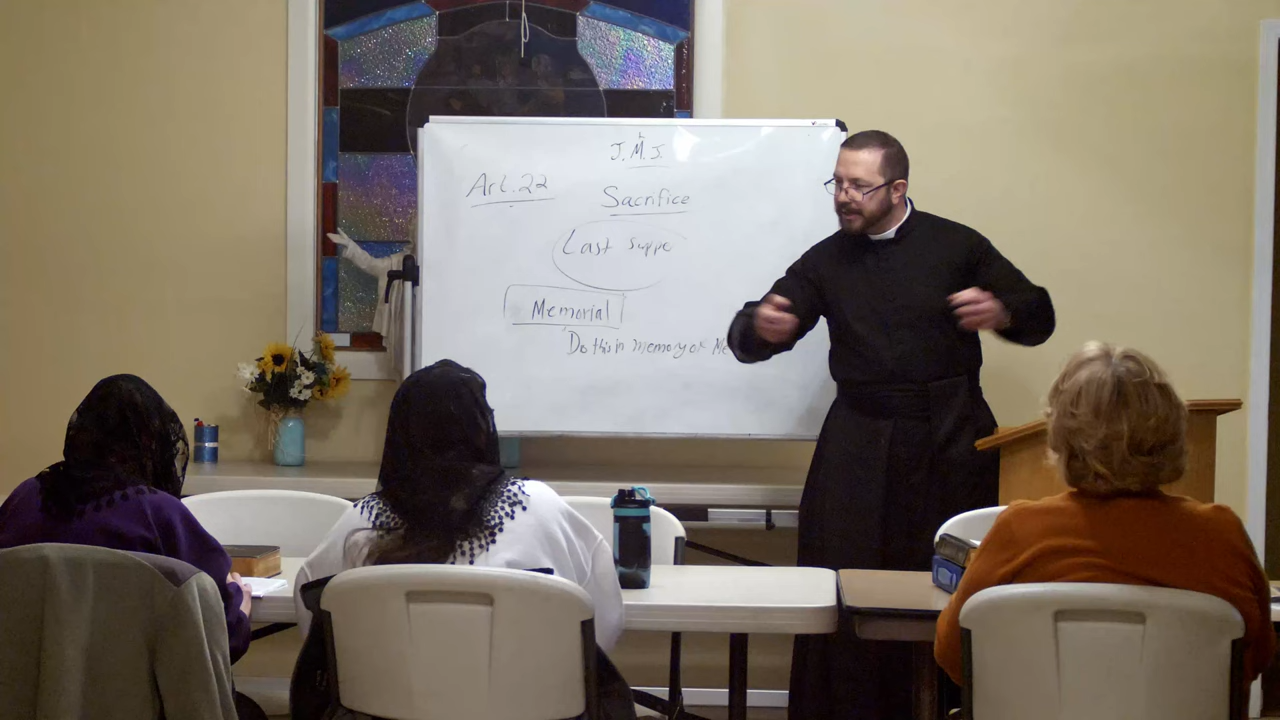 J.M.J.
Art. 22
Sacrifice
Last suppe
Memorial
Do this in memory of Me